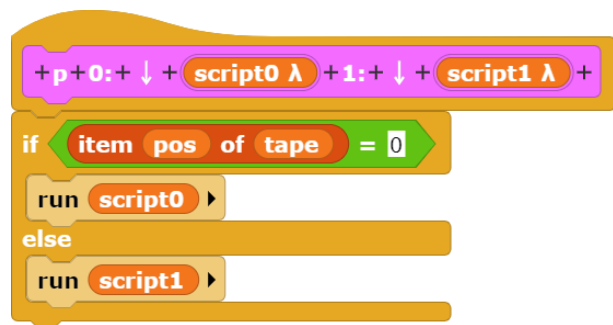 +p+0:+ ↓ + script0 λ +1:+ ↓ + script1 λ +
if item pos of tape = 0
run script0
else
run script1